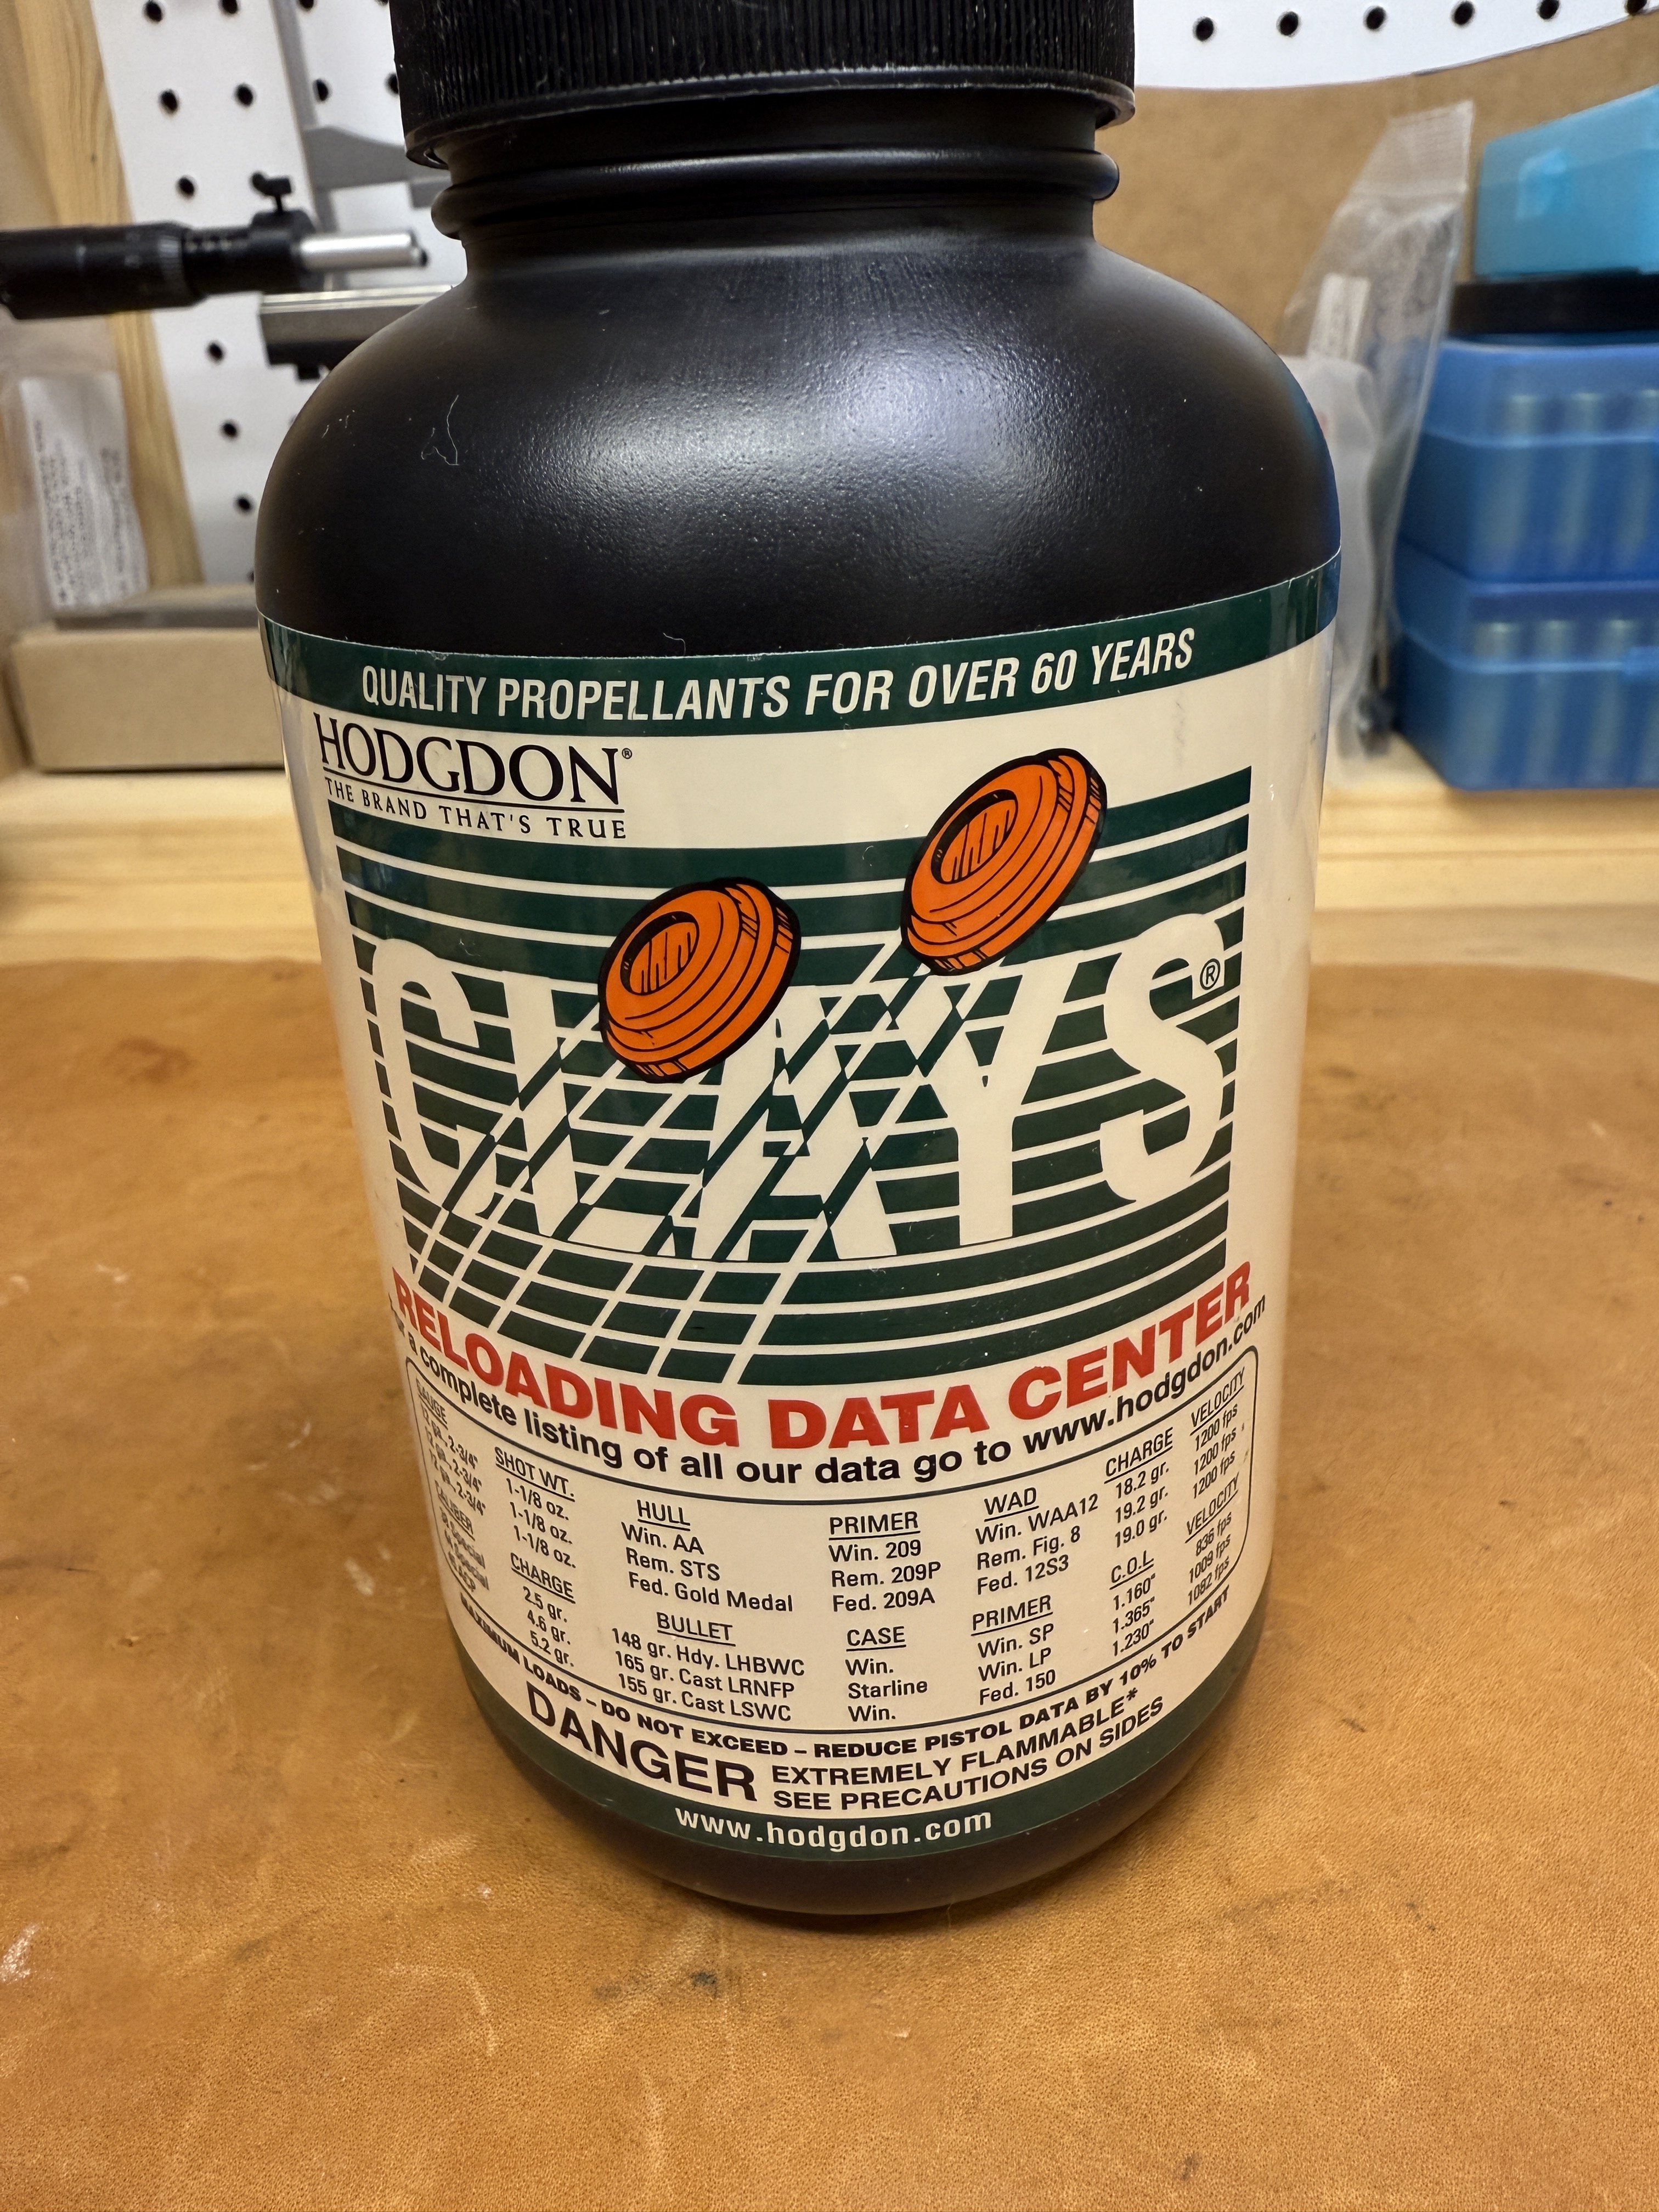 QUALITY PROPELLANTS FOR OVER 60 YEARS
HODGDON®
THE BRAND THAT'S TRUE
CLAYS®
RELOADING DATA CENTER
For a complete listing of all our data go to www.hodgdon.com
GAUGE SHOT WT. HULL PRIMER WAD CHARGE VELOCITY
12 ga. 2-3/4" 1-1/8 oz. Win. AA Win. 209 Win. WAA12 18.2 gr. 1200 fps
12 ga. 2-3/4" 1-1/8 oz. Rem. STS Rem. 209P Rem. Fig. 8 19.2 gr. 1200 fps
12 ga. 2-3/4" 1-1/8 oz. Fed. Gold Medal Fed. 209A Fed. 12S3 19.0 gr. 1200 fps
CALIBER CHARGE BULLET CASE PRIMER C.O.L VELOCITY
38 Special 2.5 gr. 148 gr. Hdy. LHBWC Win. Win. SP 1.160" 836 fps
Special 4.6 gr. 165 gr. Cast LRNFP Starline Win. LP 1.365" 1009 fps
ACP 5.2 gr. 155 gr. Cast LSWC Win. Fed. 150 1.230" 1082 fps
MAXIMUM LOADS – DO NOT EXCEED – REDUCE PISTOL DATA BY 10% TO START
DANGER EXTREMELY FLAMMABLE*
SEE PRECAUTIONS ON SIDES
www.hodgdon.com